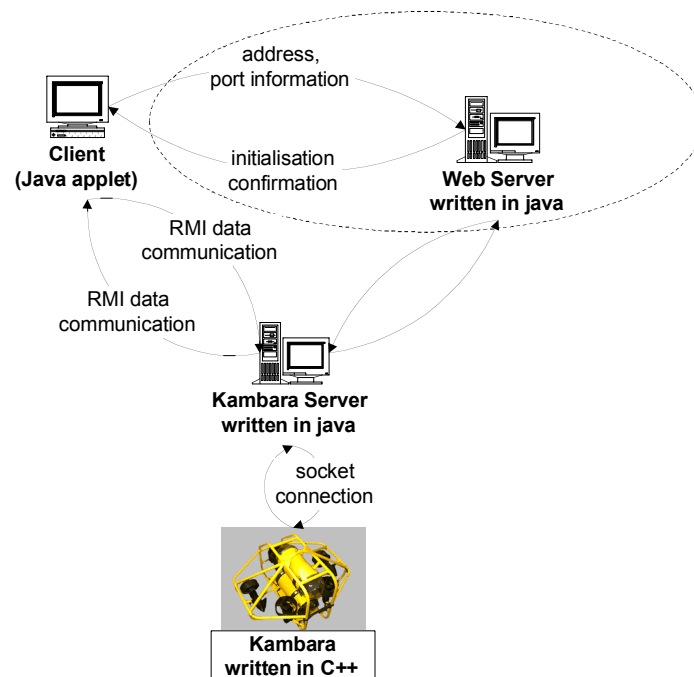 address,
port information
Client
(Java applet)
initialisation
confirmation
Web Server
written in java
RMI data
communication
RMI data
communication
Kambara Server
written in java
socket
connection
Kambara
written in C++